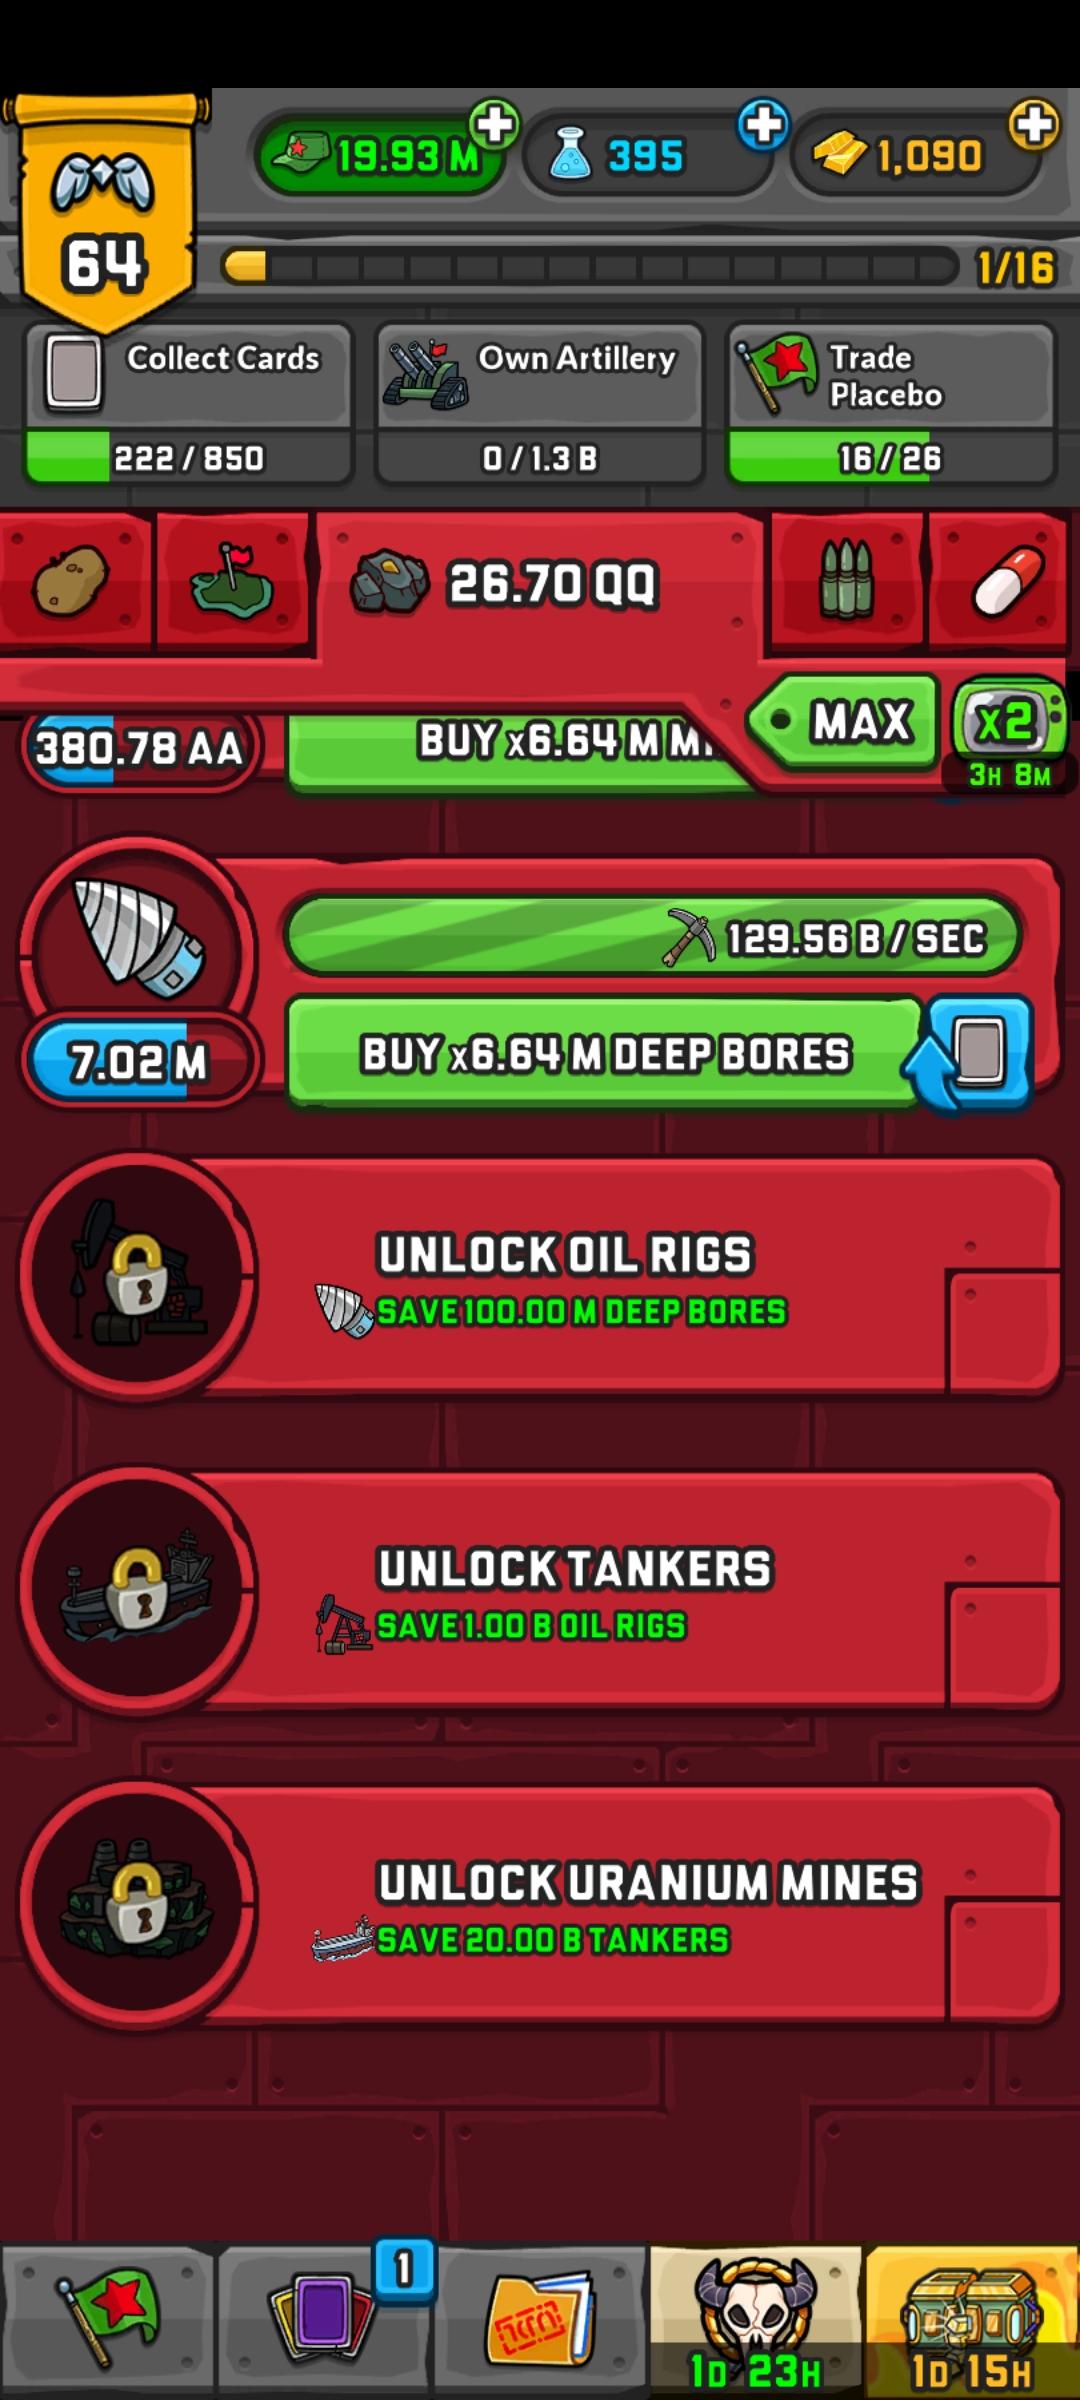 64
19.93 M
395
1,090
1/16
Collect Cards
222 / 850
Own Artillery
0 / 1.3 B
Trade
Placebo
16 / 26
26.70 QQ
MAX
x2
3H 8M
380.78 AA
BUY x6.64 M
129.56 B / SEC
7.02 M
BUY x6.64 M DEEP BORES
UNLOCK OIL RIGS
SAVE 100.00 M DEEP BORES
UNLOCK TANKERS
SAVE 1.00 B OIL RIGS
UNLOCK URANIUM MINES
SAVE 20.00 B TANKERS
1
1D 23H
1D 15H